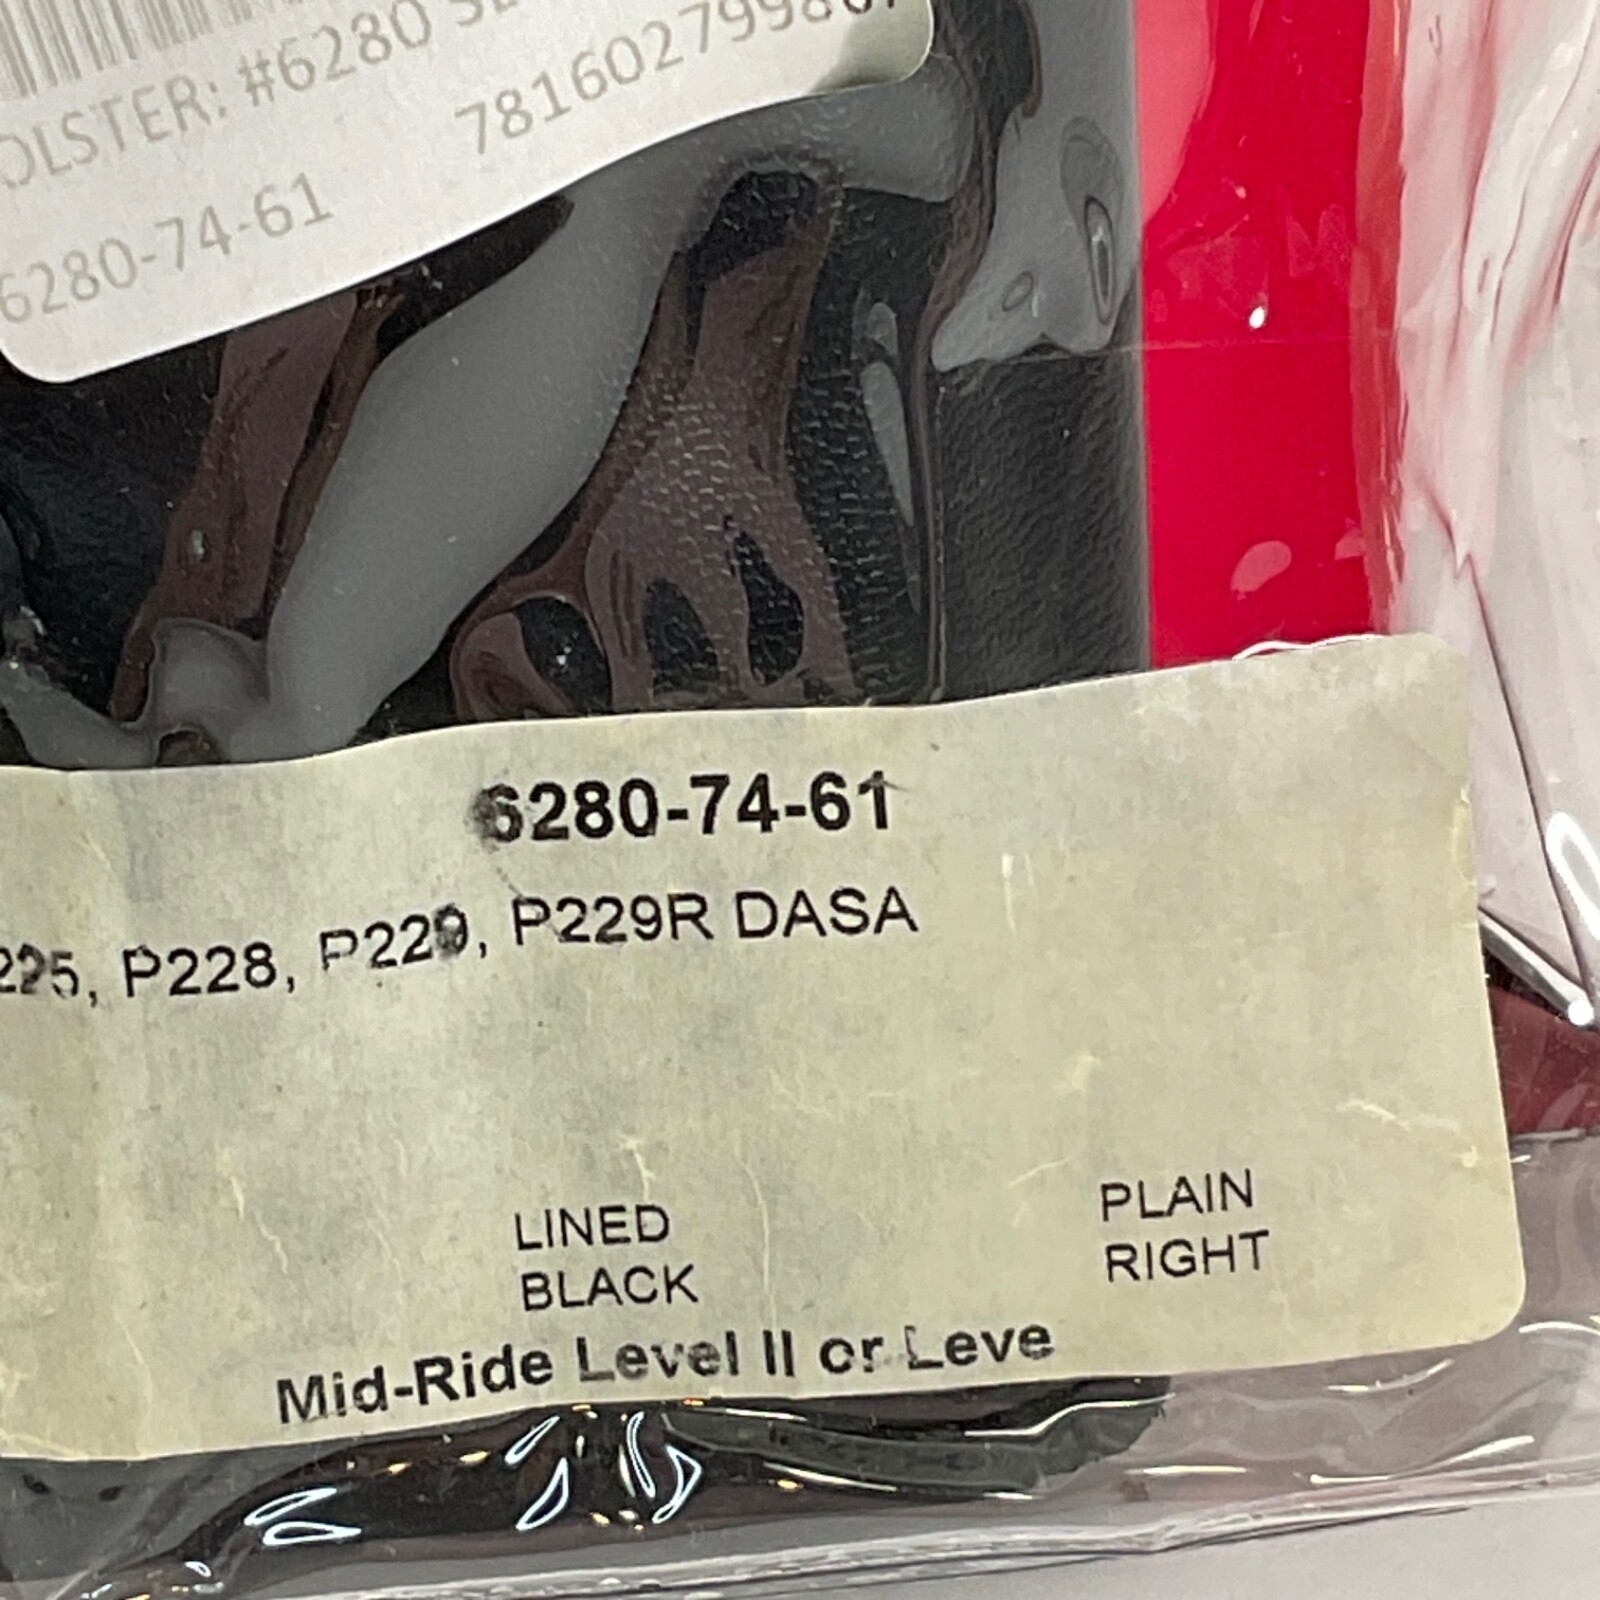 OLSTER: #6280
6280-74-61
6280-74-61
225, P228, P229, P229R DASA
LINED PLAIN
BLACK RIGHT
Mid-Ride Level II or Leve